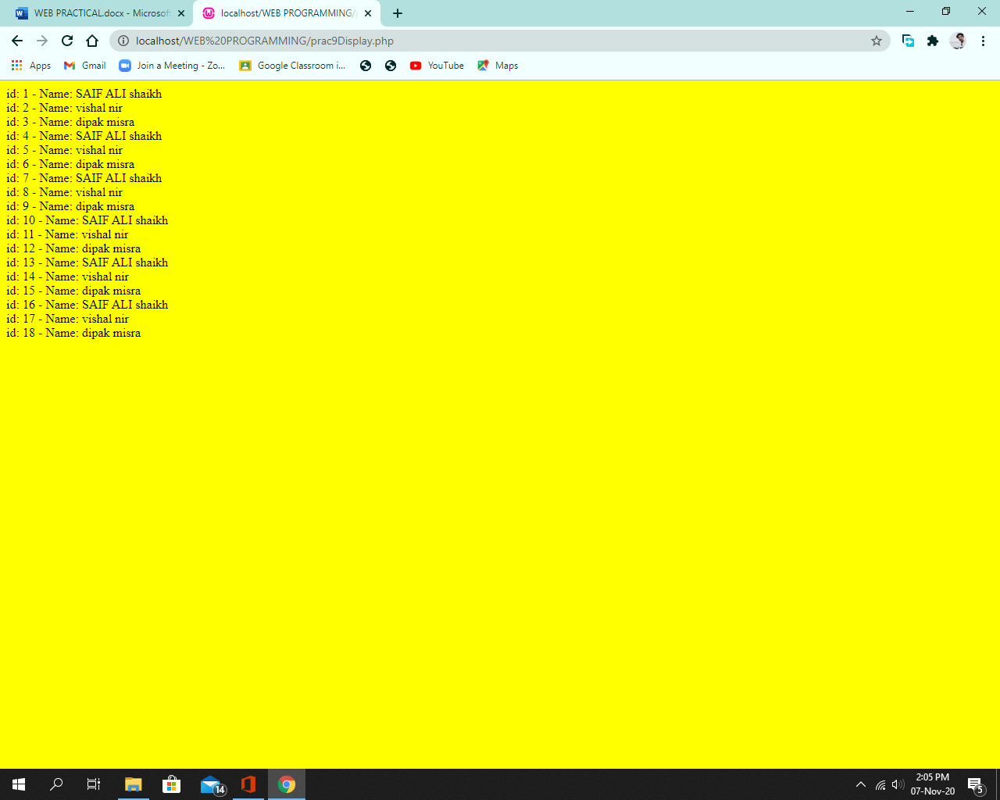 WEB PRACTICAL.docx - Microsof
localhost/WEB PROGRAMMING/
localhost/WEB%20PROGRAMMING/prac9Display.php
Apps
Gmail
Join a Meeting - Zo...
Google Classroom i...
YouTube
Maps
id: 1 - Name: SAIF ALI shaikh
id: 2 - Name: vishal nir
id: 3 - Name: dipak misra
id: 4 - Name: SAIF ALI shaikh
id: 5 - Name: vishal nir
id: 6 - Name: dipak misra
id: 7 - Name: SAIF ALI shaikh
id: 8 - Name: vishal nir
id: 9 - Name: dipak misra
id: 10 - Name: SAIF ALI shaikh
id: 11 - Name: vishal nir
id: 12 - Name: dipak misra
id: 13 - Name: SAIF ALI shaikh
id: 14 - Name: vishal nir
id: 15 - Name: dipak misra
id: 16 - Name: SAIF ALI shaikh
id: 17 - Name: vishal nir
id: 18 - Name: dipak misra
14
2:05 PM
07-Nov-20
5